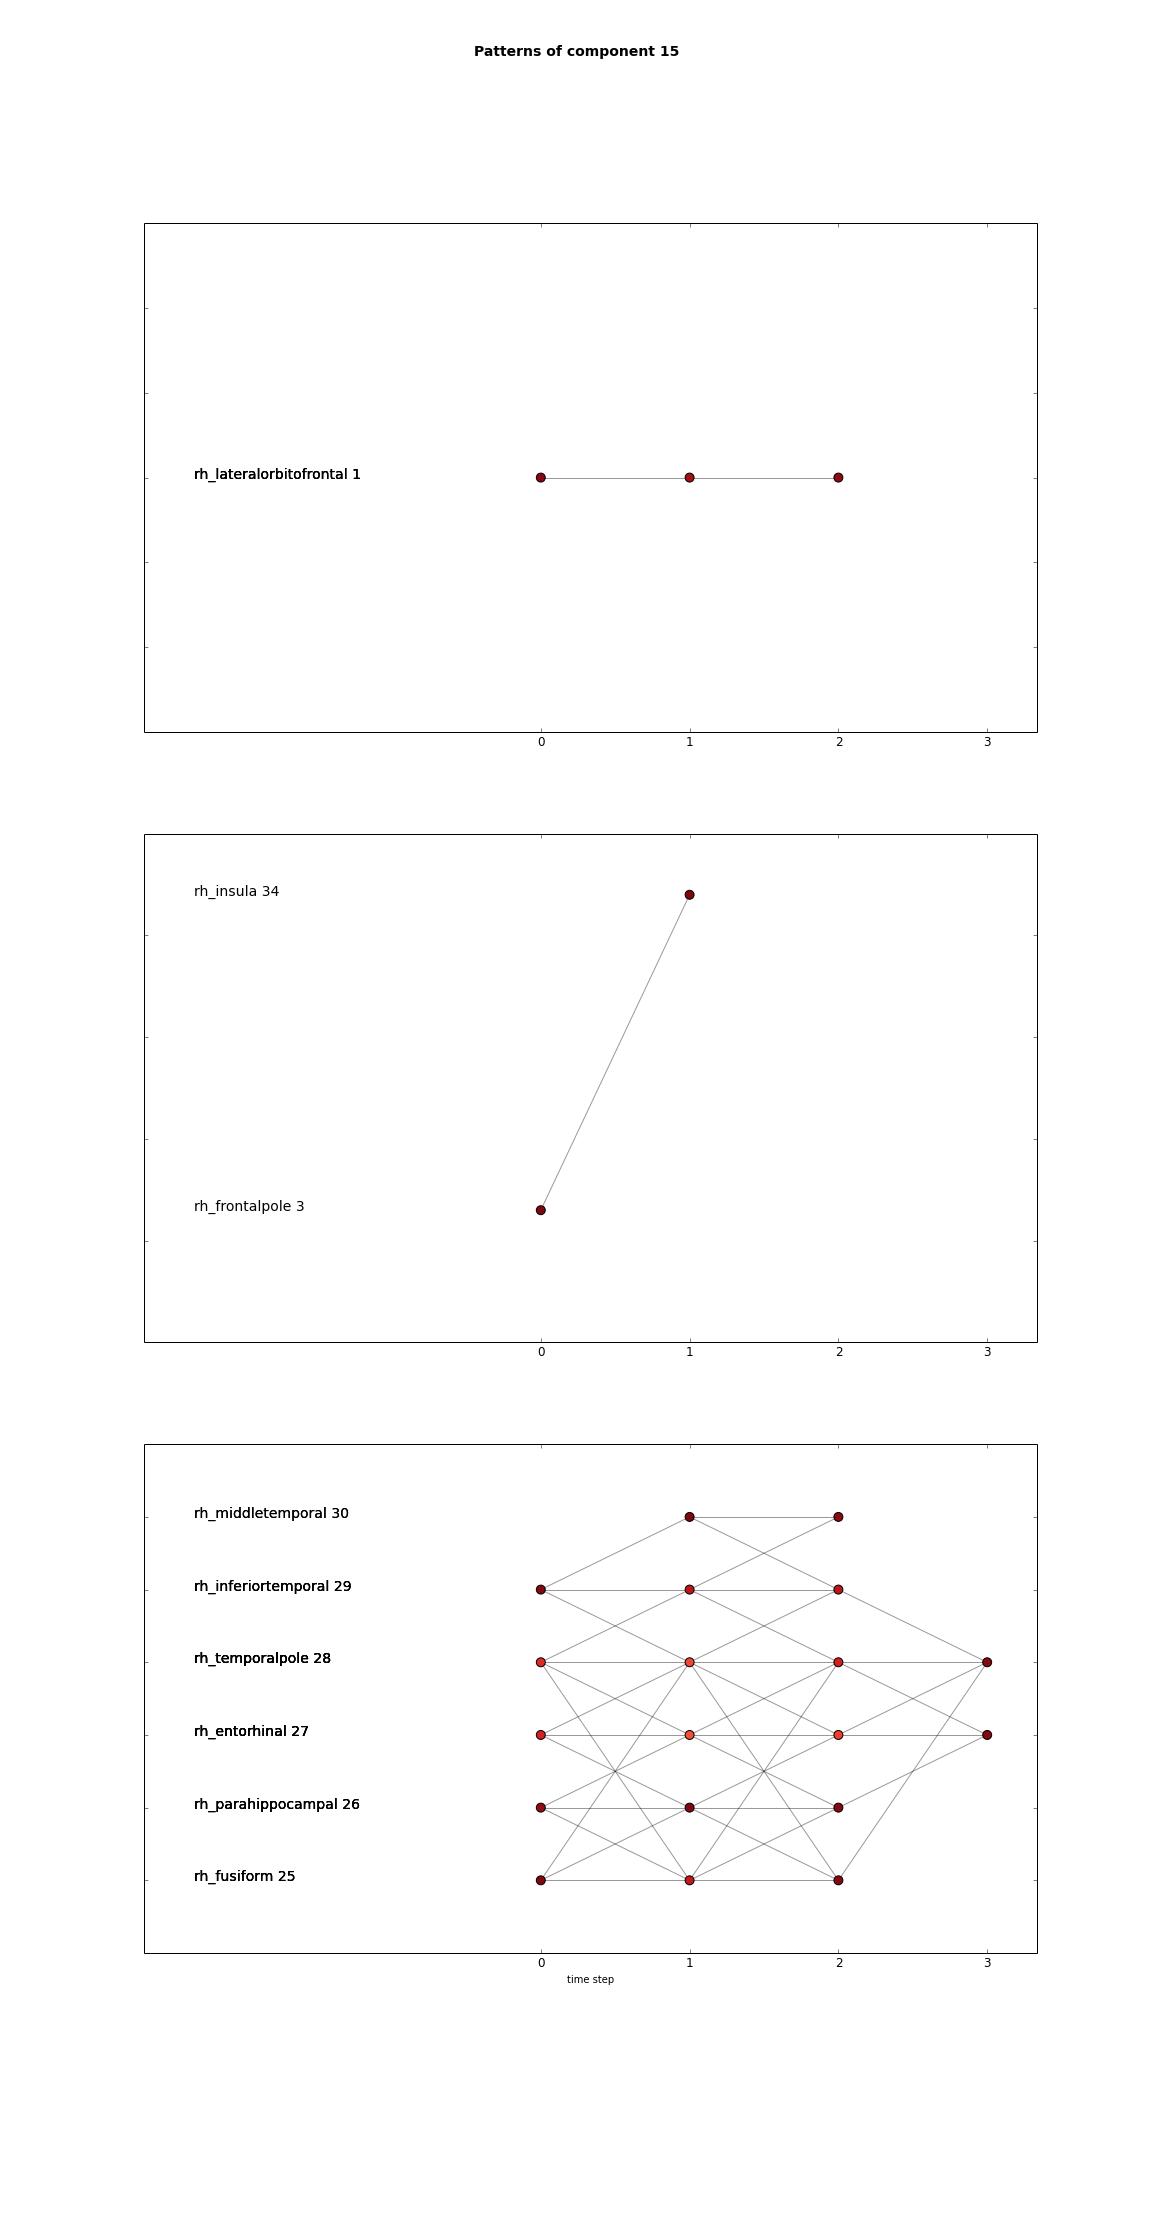 Patterns of component 15
rh_lateralorbitofrontal 1
0 1 2 3
rh_insula 34
rh_frontalpole 3
0 1 2 3
rh_middletemporal 30
rh_inferiortemporal 29
rh_temporalpole 28
rh_entorhinal 27
rh_parahippocampal 26
rh_fusiform 25
0 1 2 3
time step